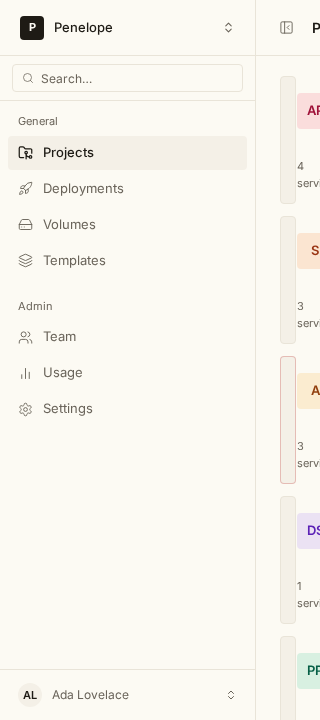 P Penelope
Search...
General
Projects
Deployments
Volumes
Templates
Admin
Team
Usage
Settings
AL Ada Lovelace
P
4
3
3
1